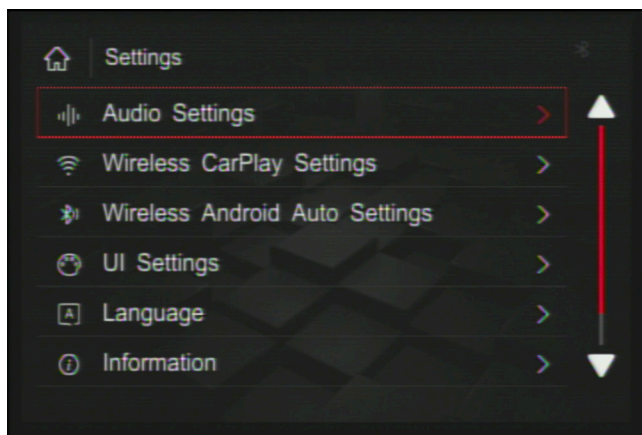 Settings
Audio Settings
Wireless CarPlay Settings
Wireless Android Auto Settings
UI Settings
Language
Information